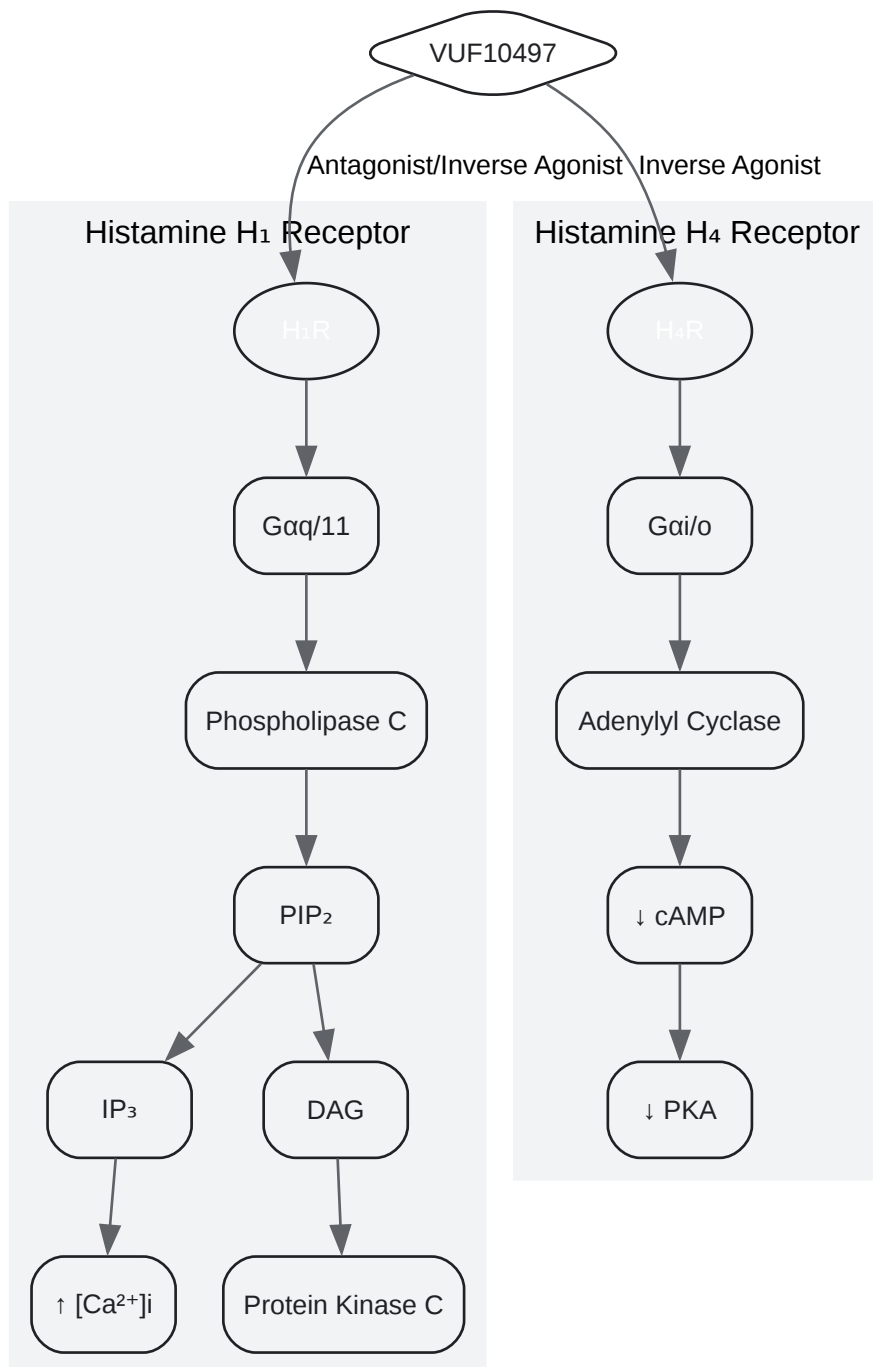 VUF10497
Antagonist/Inverse Agonist
Inverse Agonist
Histamine H₁ Receptor
Histamine H₄ Receptor
H₁R
H₄R
Gαq/11
Gαi/o
Phospholipase C
Adenylyl Cyclase
PIP₂
↓ cAMP
IP₃
DAG
↓ PKA
↑ [Ca²⁺]i
Protein Kinase C